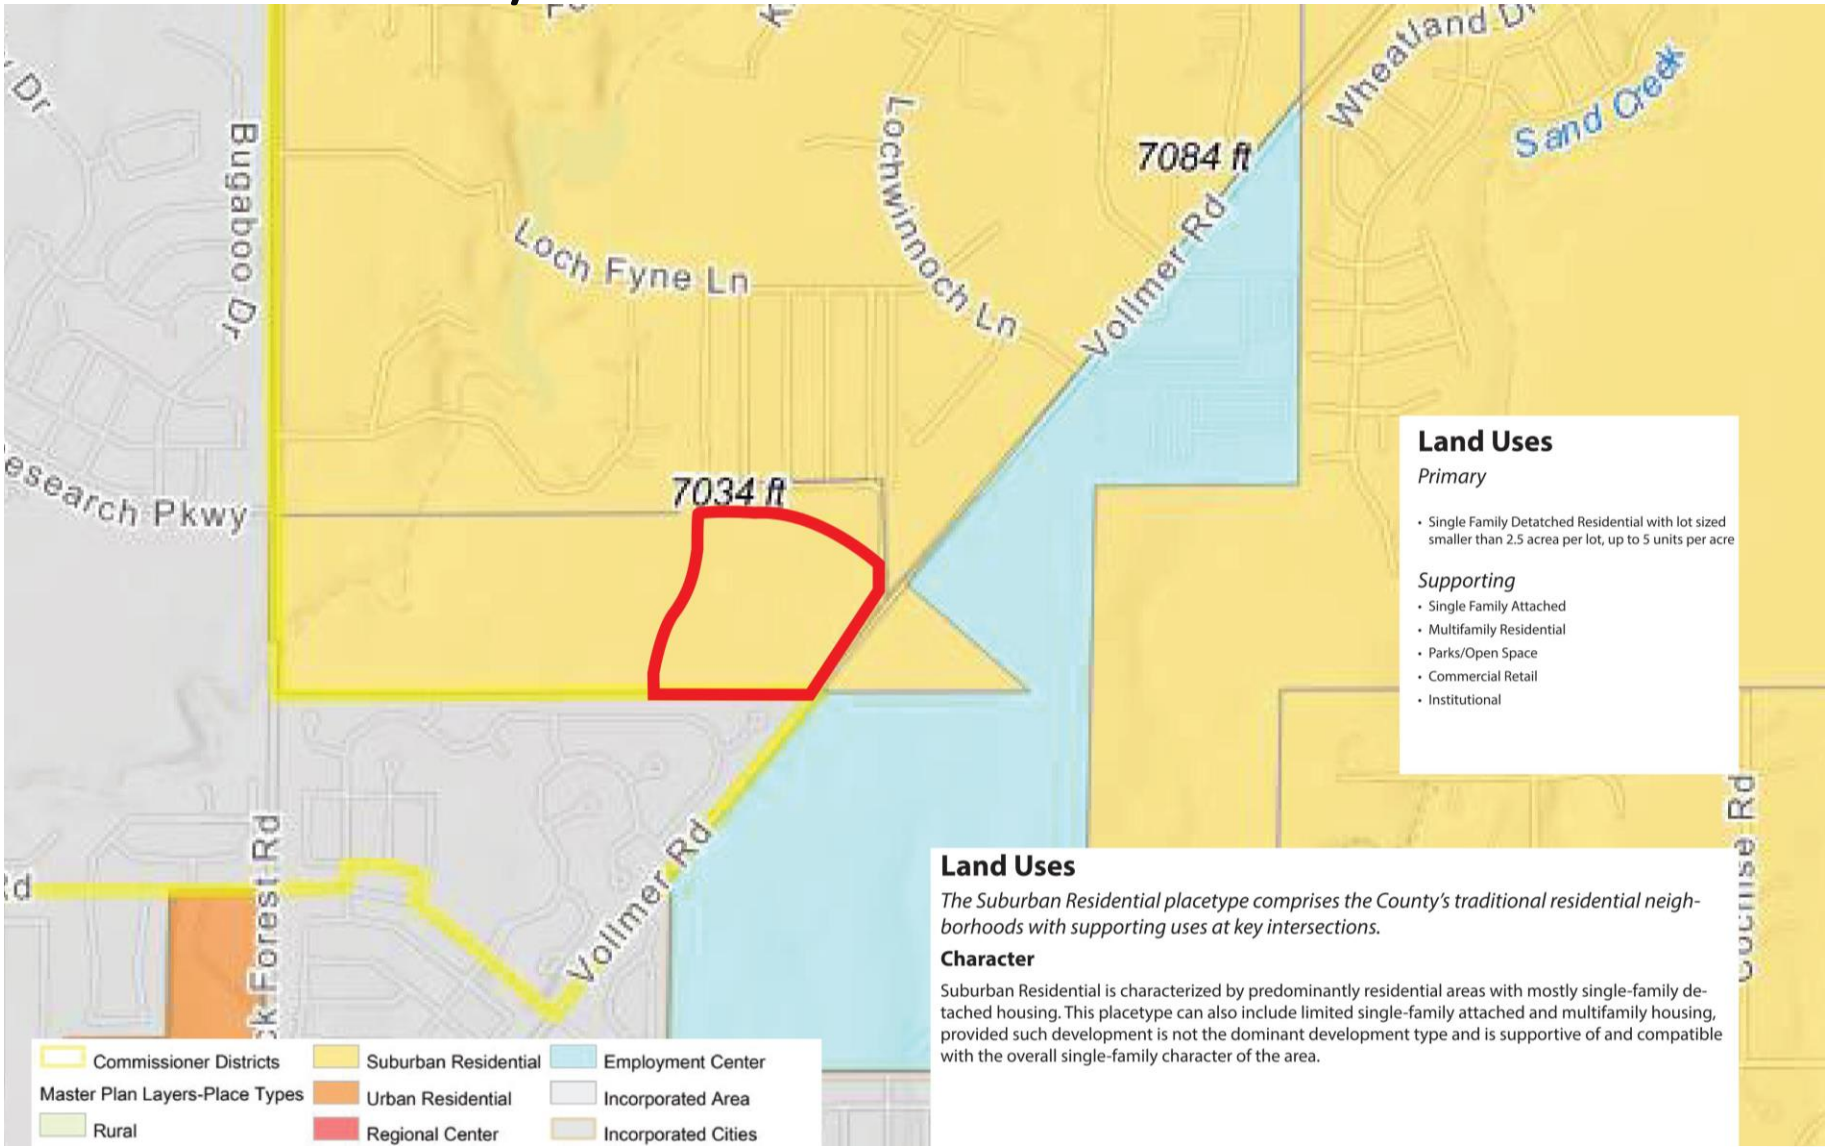 Dr
Bugaboo Dr
Loch Fyne Ln
Lochwinnoch Ln
7084 ft
Wheatland
Sand Creek
Vollmer Rd
esearch Pkwy
7034 ft
Land Uses
Primary
• Single Family Detatched Residential with lot sized
smaller than 2.5 acrea per lot, up to 5 units per acre
Supporting
• Single Family Attached
• Multifamily Residential
• Parks/Open Space
• Commercial Retail
• Institutional
ck Forest Rd
Rd
Vollmer Rd
Rd
Land Uses
The Suburban Residential placetype comprises the County's traditional residential neigh-
borhoods with supporting uses at key intersections.
Character
Suburban Residential is characterized by predominantly residential areas with mostly single-family de-
tached housing. This placetype can also include limited single-family attached and multifamily housing,
provided such development is not the dominant development type and is supportive of and compatible
with the overall single-family character of the area.
Commissioner Districts
Master Plan Layers-Place Types
Rural
Suburban Residential
Urban Residential
Regional Center
Employment Center
Incorporated Area
Incorporated Cities